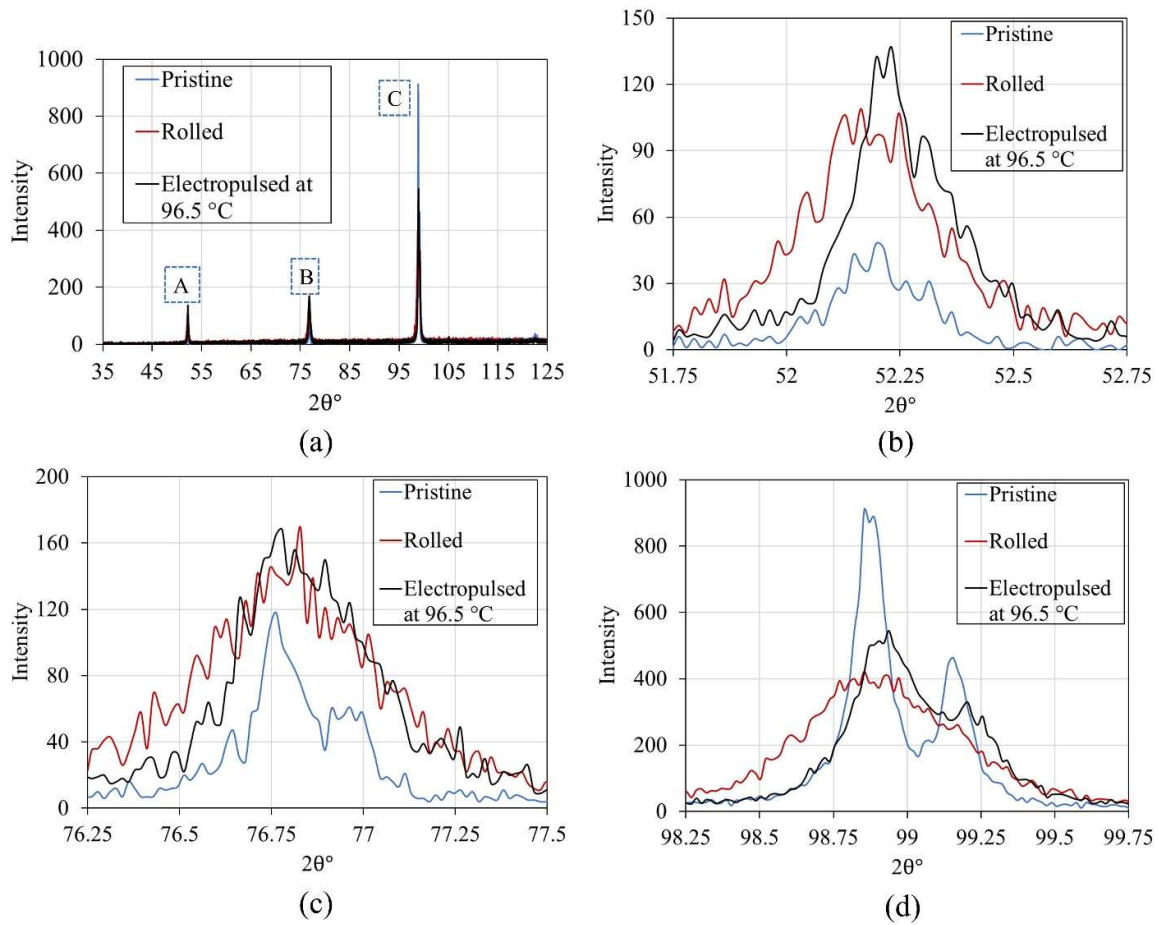 1000
800
600
400
200
0
Intensity
Pristine
Rolled
Electropulsed at
96.5 °C
A
B
C
35 45 55 65 75 85 95 105 115 125
2θ°
(a)
150
120
90
60
30
0
Intensity
Pristine
Rolled
Electropulsed
at 96.5 °C
51.75 52 52.25 52.5 52.75
2θ°
(b)
200
160
120
80
40
0
Intensity
Pristine
Rolled
Electropulsed
at 96.5 °C
76.25 76.5 76.75 77 77.25 77.5
2θ°
(c)
1000
800
600
400
200
0
Intensity
Pristine
Rolled
Electropulsed
at 96.5 °C
98.25 98.5 98.75 99 99.25 99.5 99.75
2θ°
(d)